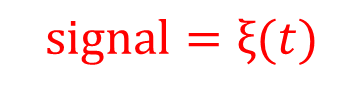 signal = ξ(t)